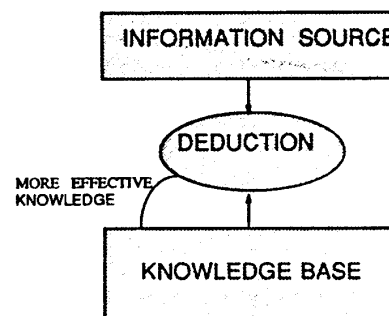 INFORMATION SOURCE
DEDUCTION
MORE EFFECTIVE
KNOWLEDGE
KNOWLEDGE BASE